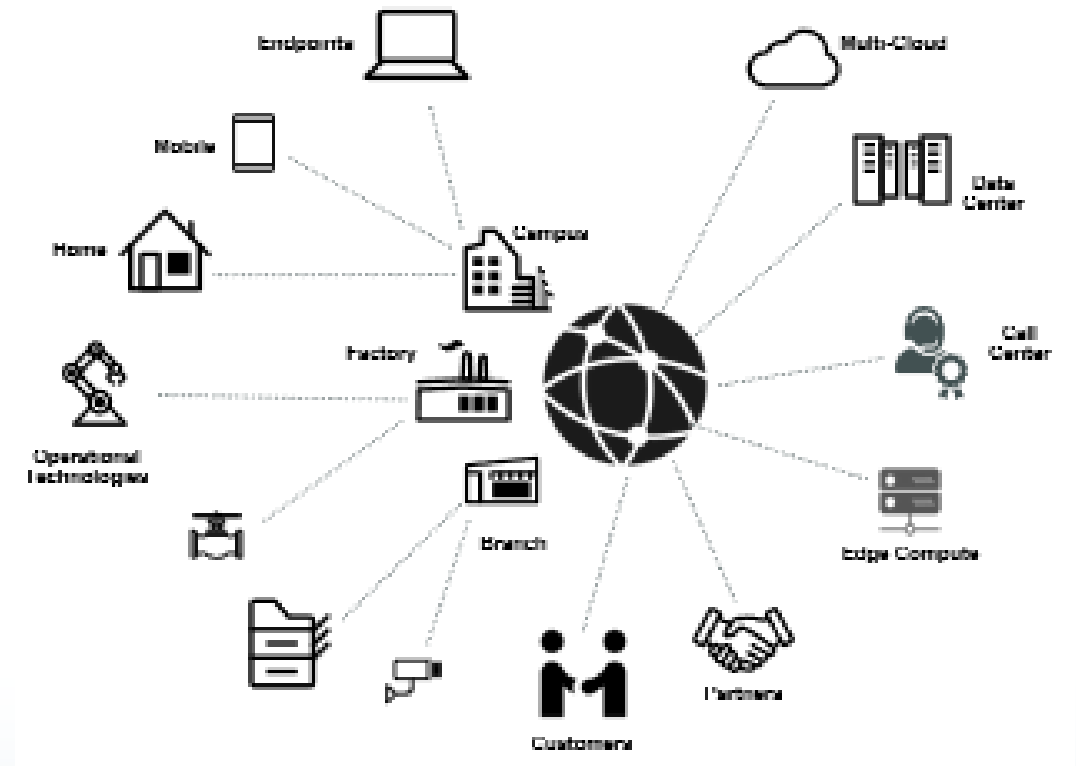 Endpoints
Multi-Cloud
Mobile
Data
Center
Home
Campus
Factory
Call
Center
Operational
Technologies
Branch
Edge Compute
Partners
Customers